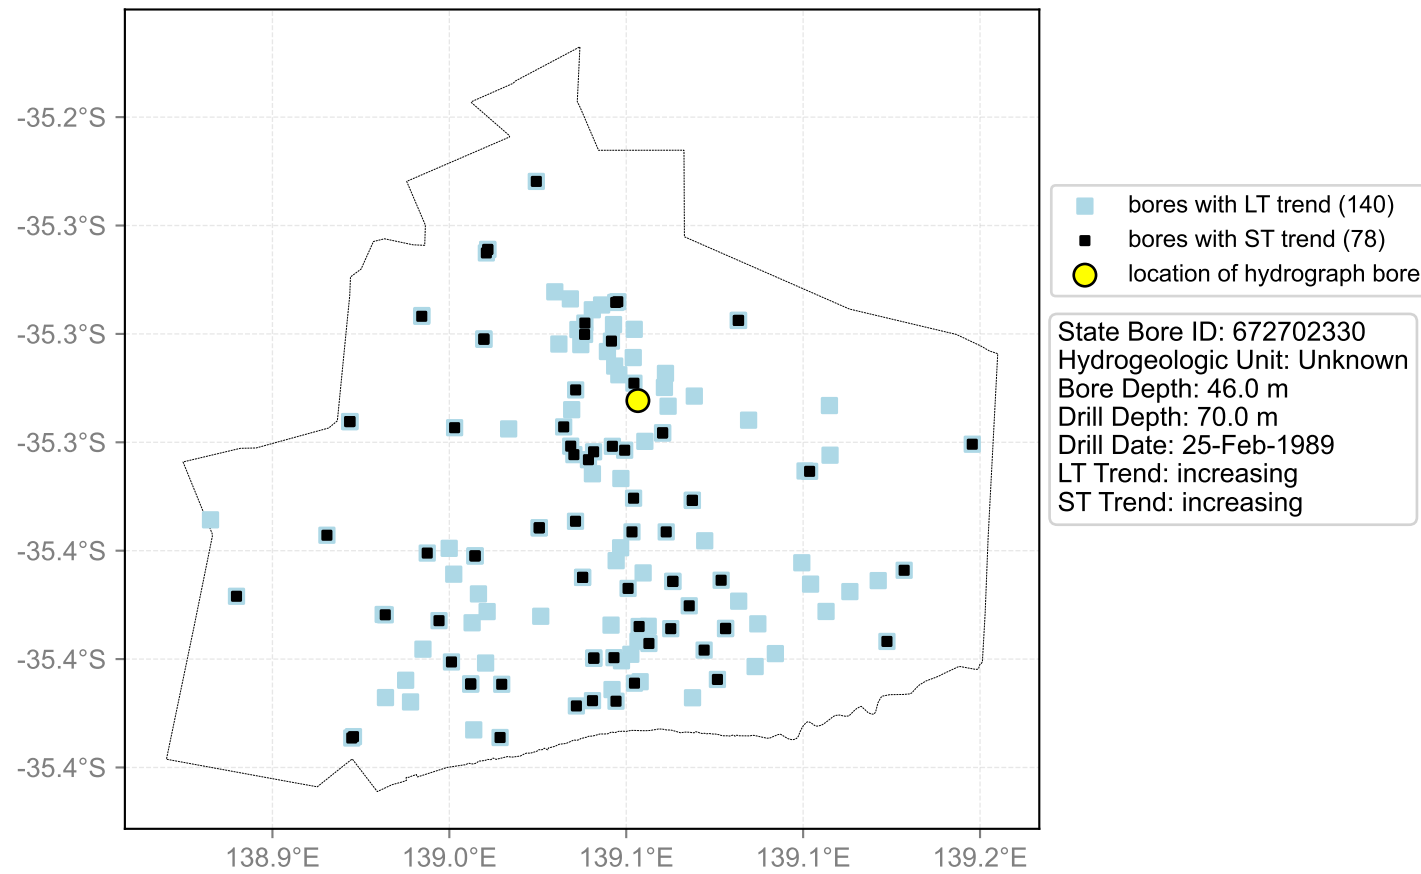 -35.2°S
-35.3°S
-35.3°S
-35.3°S
-35.4°S
-35.4°S
-35.4°S
138.9°E
139.0°E
139.1°E
139.1°E
139.2°E
bores with LT trend (140)
bores with ST trend (78)
location of hydrograph bore
State Bore ID: 672702330
Hydrogeologic Unit: Unknown
Bore Depth: 46.0 m
Drill Depth: 70.0 m
Drill Date: 25-Feb-1989
LT Trend: increasing
ST Trend: increasing